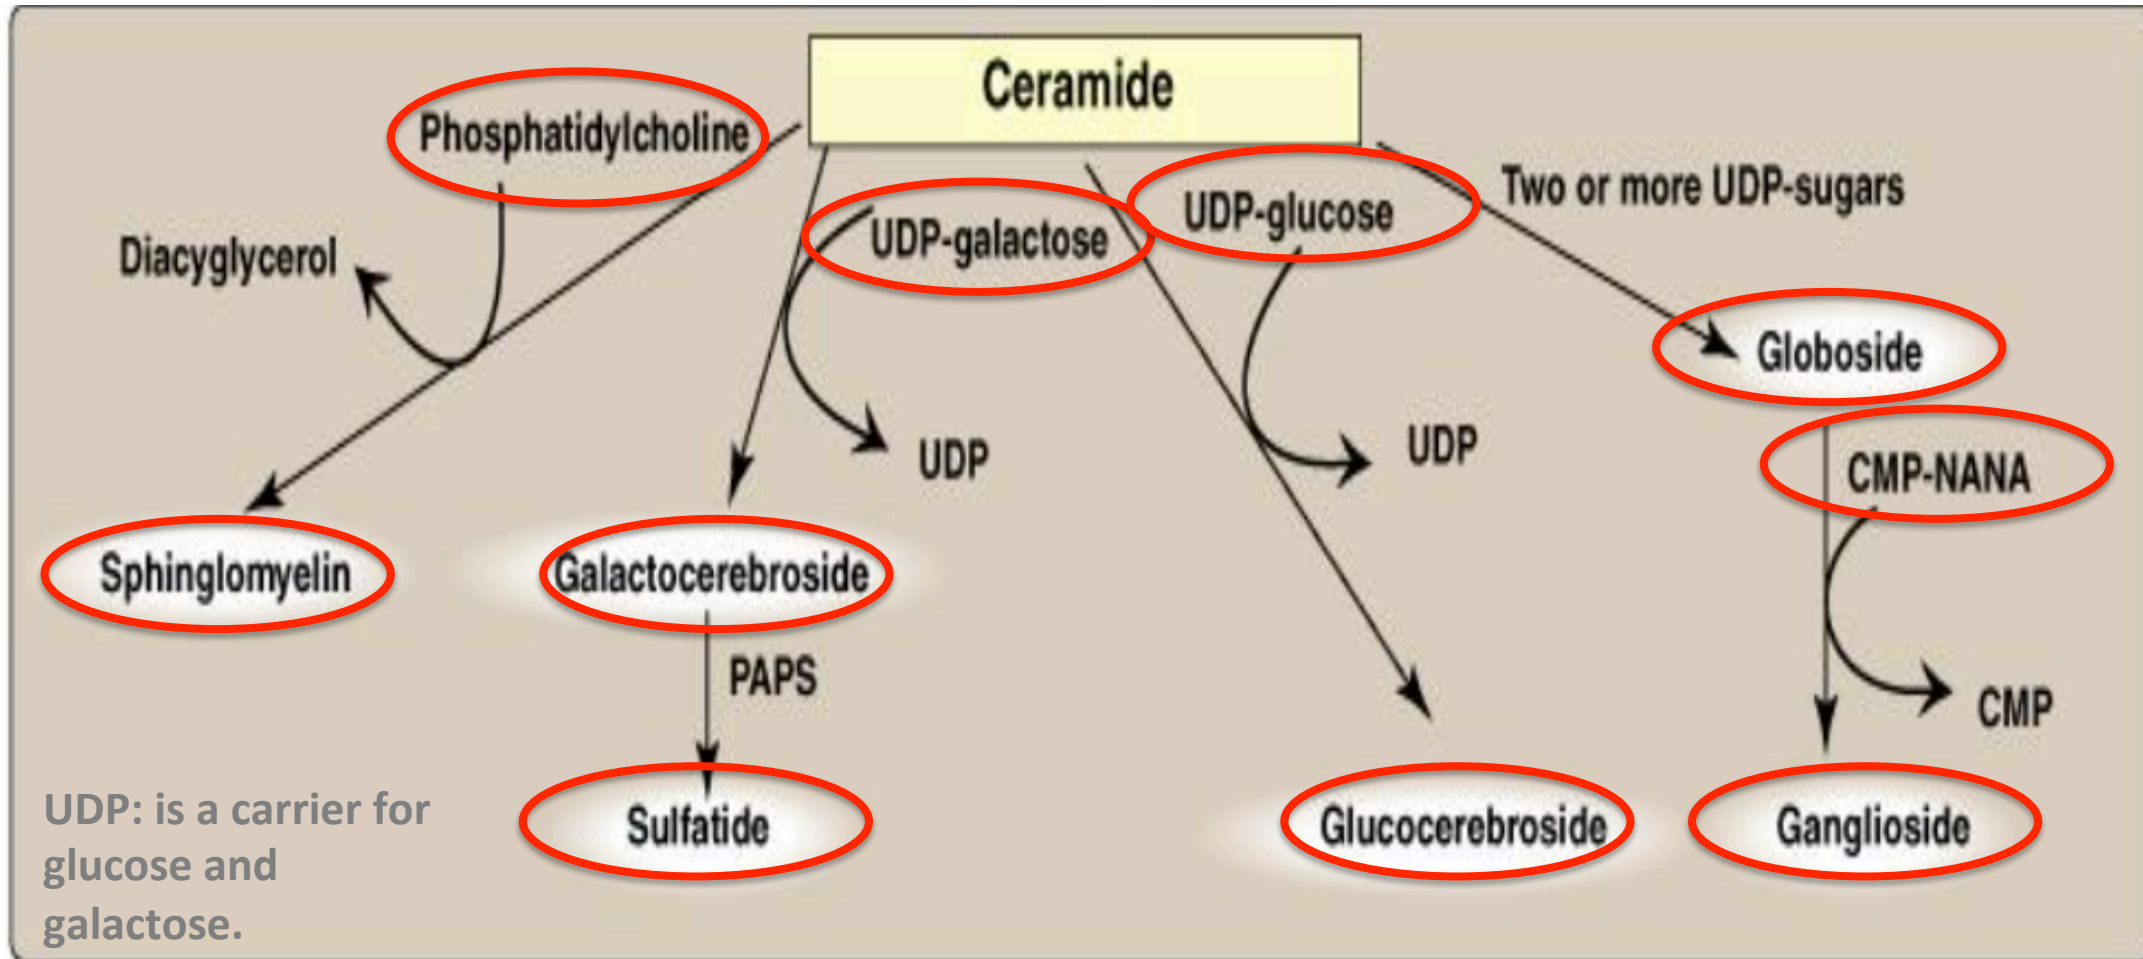 Ceramide
Phosphatidylcholine
Two or more UDP-sugars
UDP-glucose
UDP-galactose
Diacyglycerol
Globoside
UDP
UDP
CMP-NANA
Sphinglomyelin
Galactocerebroside
PAPS
CMP
Sulfatide
Glucocerebroside
Ganglioside
UDP: is a carrier for
glucose and
galactose.